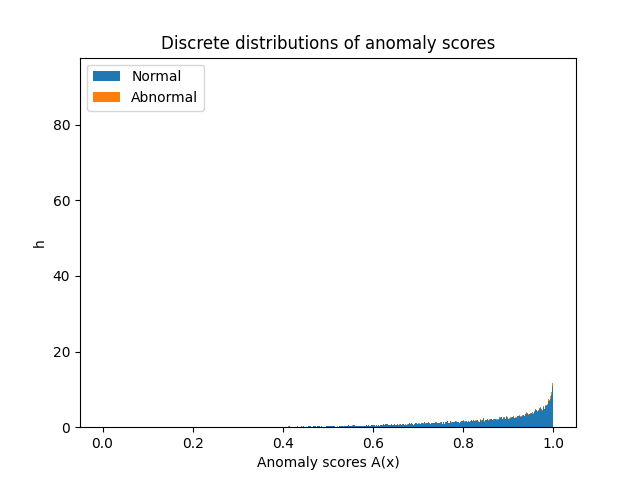 Discrete distributions of anomaly scores
Normal
Abnormal
80
60
40
20
0
h
0.0 0.2 0.4 0.6 0.8 1.0
Anomaly scores A(x)